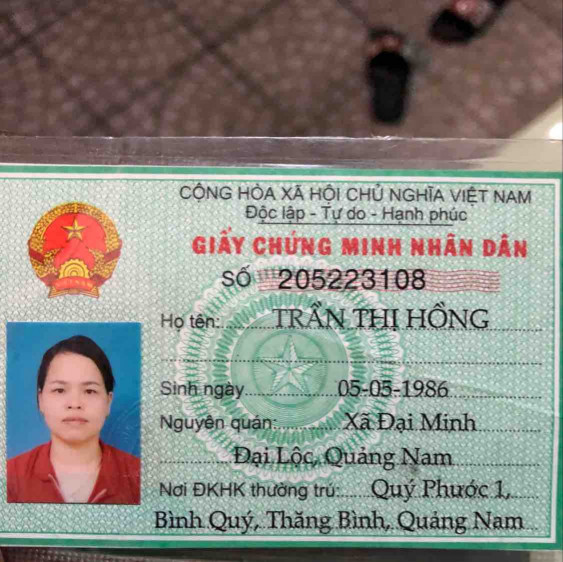 CỘNG HÒA XÃ HỘI CHỦ NGHĨA VIỆT NAM
Độc lập - Tự do - Hạnh phúc
GIẤY CHỨNG MINH NHÂN DÂN
SỐ 205223108
Họ tên: TRẦN THỊ HỒNG
Sinh ngày 05-05-1986
Nguyên quán: Xã Đại Minh
Đại Lộc, Quảng Nam
Nơi ĐKHK thường trú: Quý Phước 1,
Bình Quý, Thăng Bình, Quảng Nam